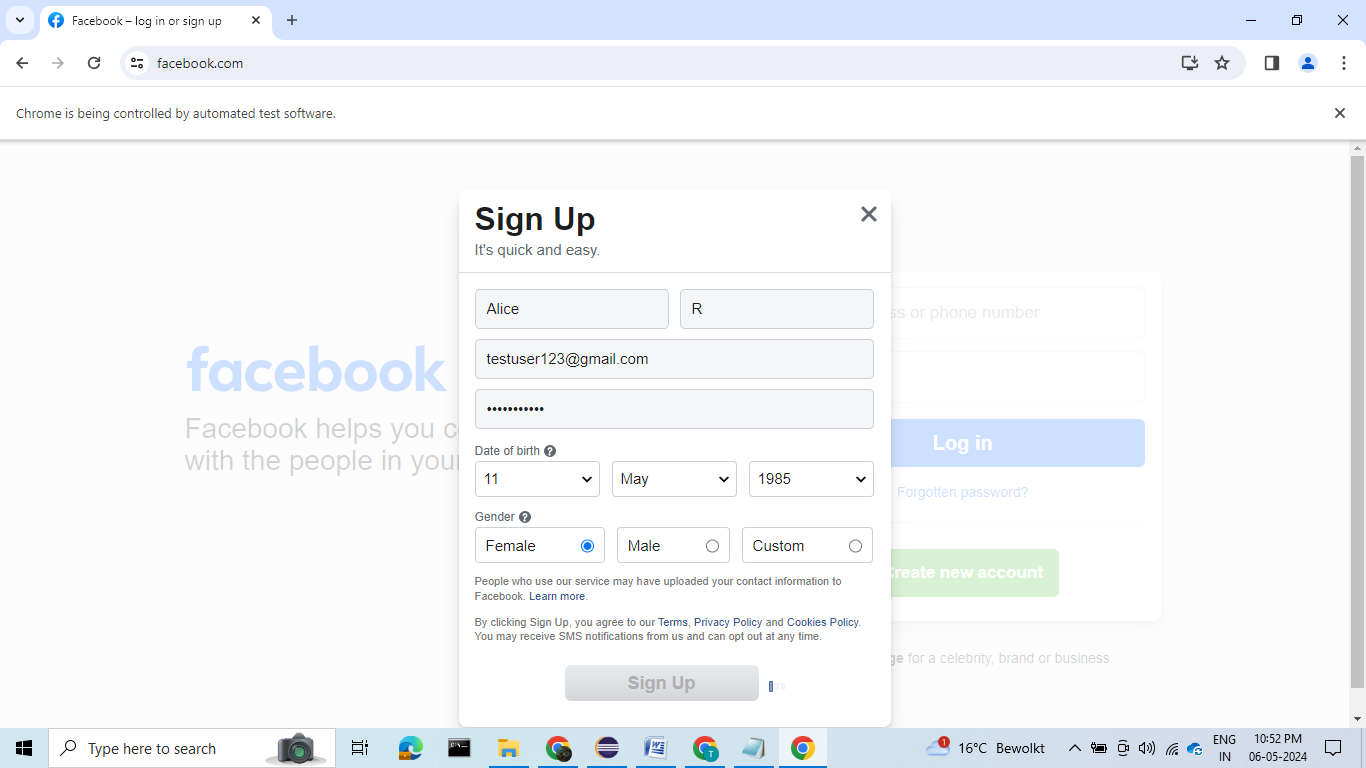 Facebook – log in or sign up
facebook.com
Chrome is being controlled by automated test software.
Sign Up
It's quick and easy.
Alice
R
testuser123@gmail.com
•••••••••••
Date of birth ?
11
May
1985
Gender ?
Female
Male
Custom
People who use our service may have uploaded your contact information to
Facebook. Learn more.
By clicking Sign Up, you agree to our Terms, Privacy Policy and Cookies Policy.
You may receive SMS notifications from us and can opt out at any time.
Sign Up
facebook
Facebook helps you
with the people in
or phone number
Log in
Forgotten password?
Create new account
for a celebrity, brand or business.
Type here to search
1
16°C Bewolkt
ENG
IN
10:52 PM
06-05-2024